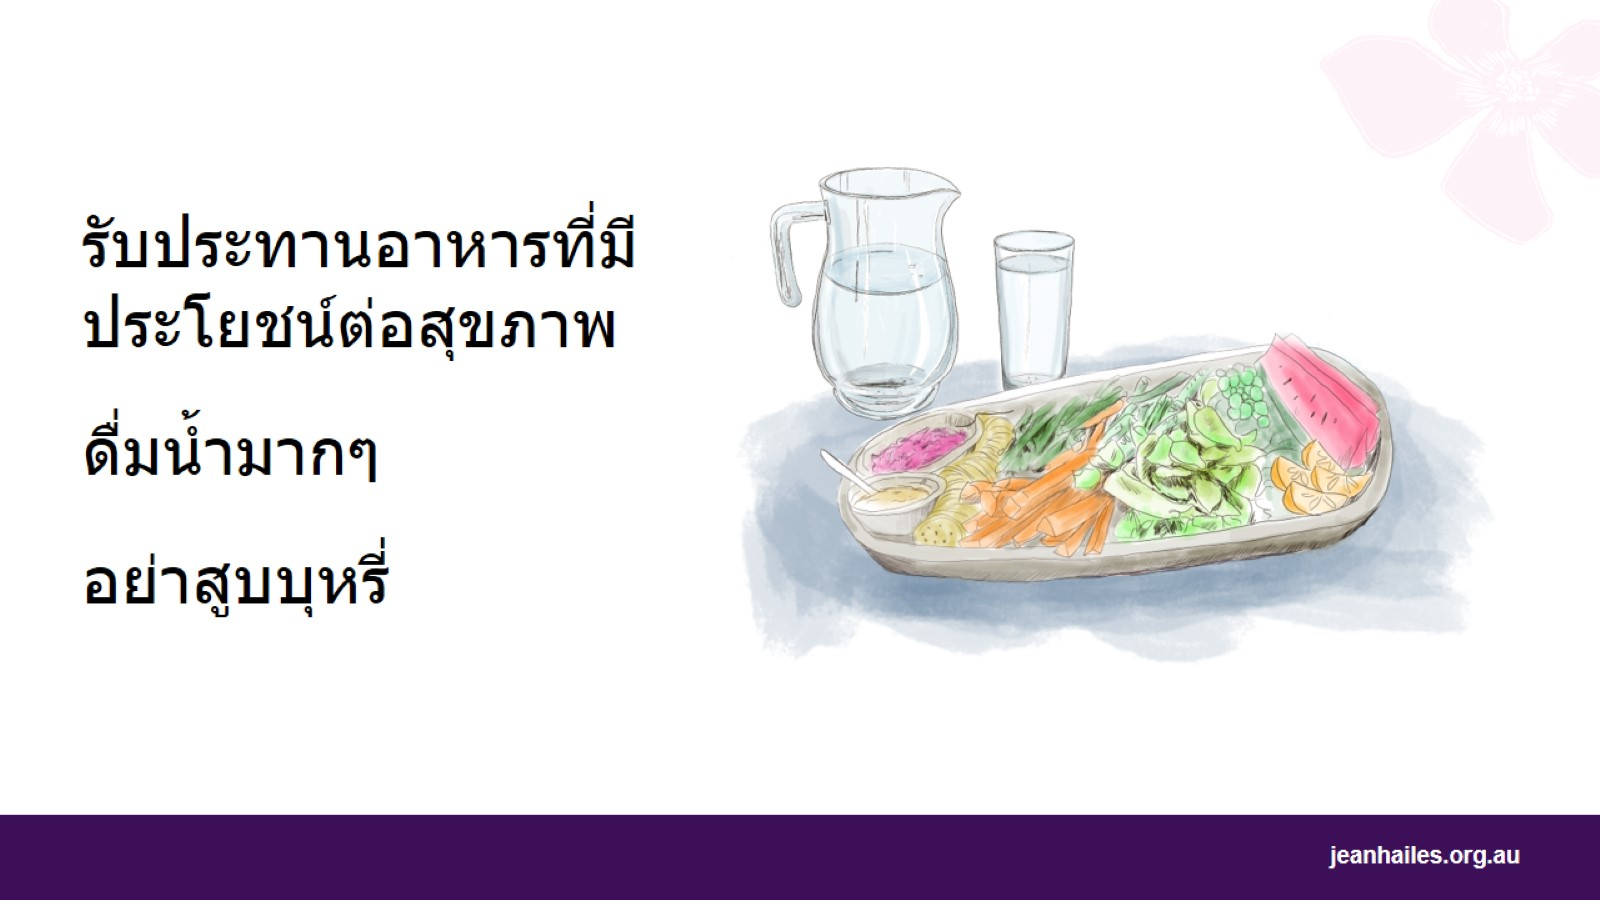 รับประทานอาหารที่มี
ประโยชน์ต่อสุขภาพ
ดื่มน้ำมากๆ
อย่าสูบบุหรี่
jeanhailes.org.au